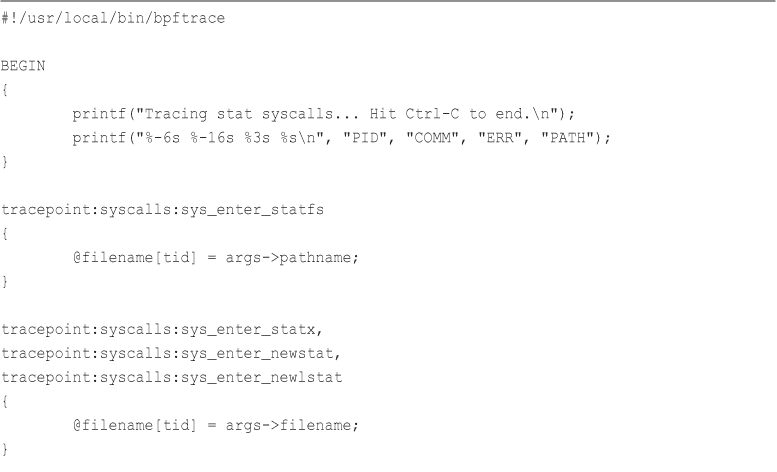 #!/usr/local/bin/bpftrace

BEGIN
{
        printf("Tracing stat syscalls... Hit Ctrl-C to end.\n");
        printf("%-6s %-16s %3s %s\n", "PID", "COMM", "ERR", "PATH");
}

tracepoint:syscalls:sys_enter_statfs
{
        @filename[tid] = args->pathname;
}

tracepoint:syscalls:sys_enter_statx,
tracepoint:syscalls:sys_enter_newstat,
tracepoint:syscalls:sys_enter_newlstat
{
        @filename[tid] = args->filename;
}